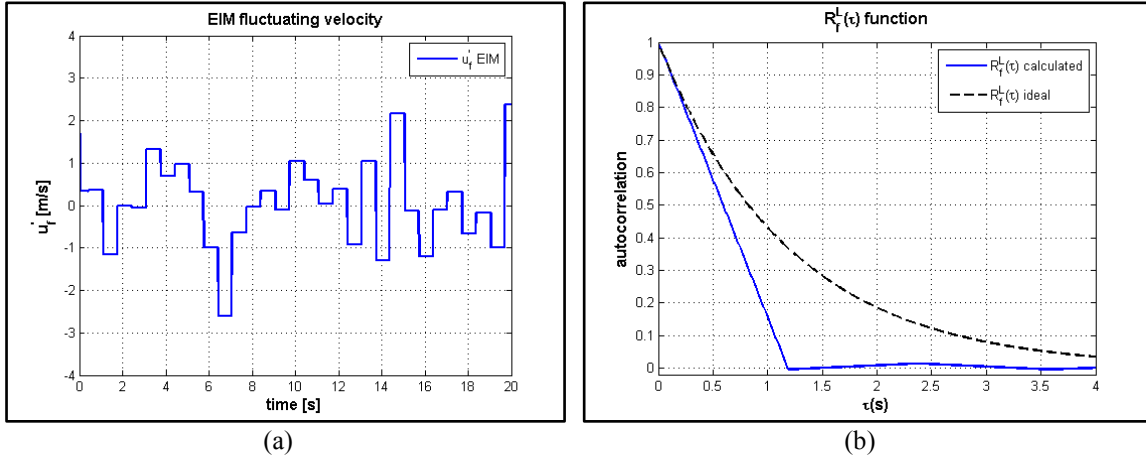 EIM fluctuating velocity
u'f EIM
4
3
2
1
0
-1
-2
-3
-4
u'f [m/s]
0 2 4 6 8 10 12 14 16 18 20
time [s]
(a)
R_f^L(τ) function
R_f^L(τ) calculated
R_f^L(τ) ideal
1
0.9
0.8
0.7
0.6
0.5
0.4
0.3
0.2
0.1
0
autocorrelation
0 0.5 1 1.5 2 2.5 3 3.5 4
τ(s)
(b)